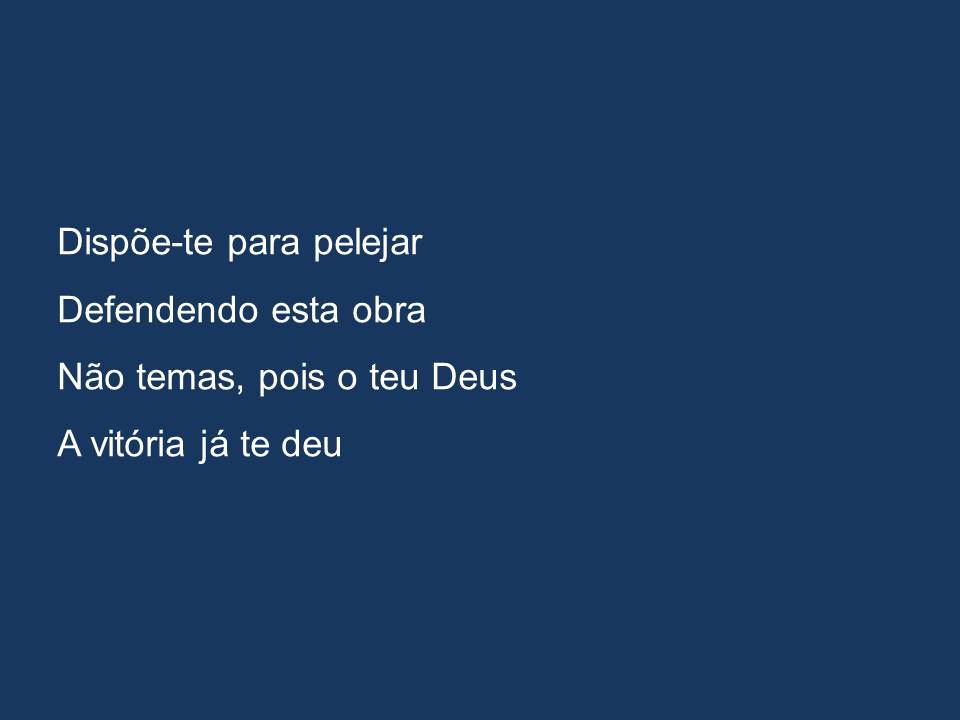 Dispõe-te para pelejar
Defendendo esta obra
Não temas, pois o teu Deus
A vitória já te deu